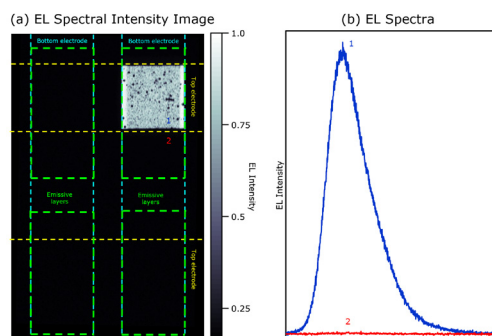 (a) EL Spectral Intensity Image
Bottom electrode
Bottom electrode
Top electrode
1
2
Emissive
layers
Emissive
layers
Top electrode
1.0
0.75
0.5
0.25
EL Intensity
(b) EL Spectra
EL Intensity
1
2